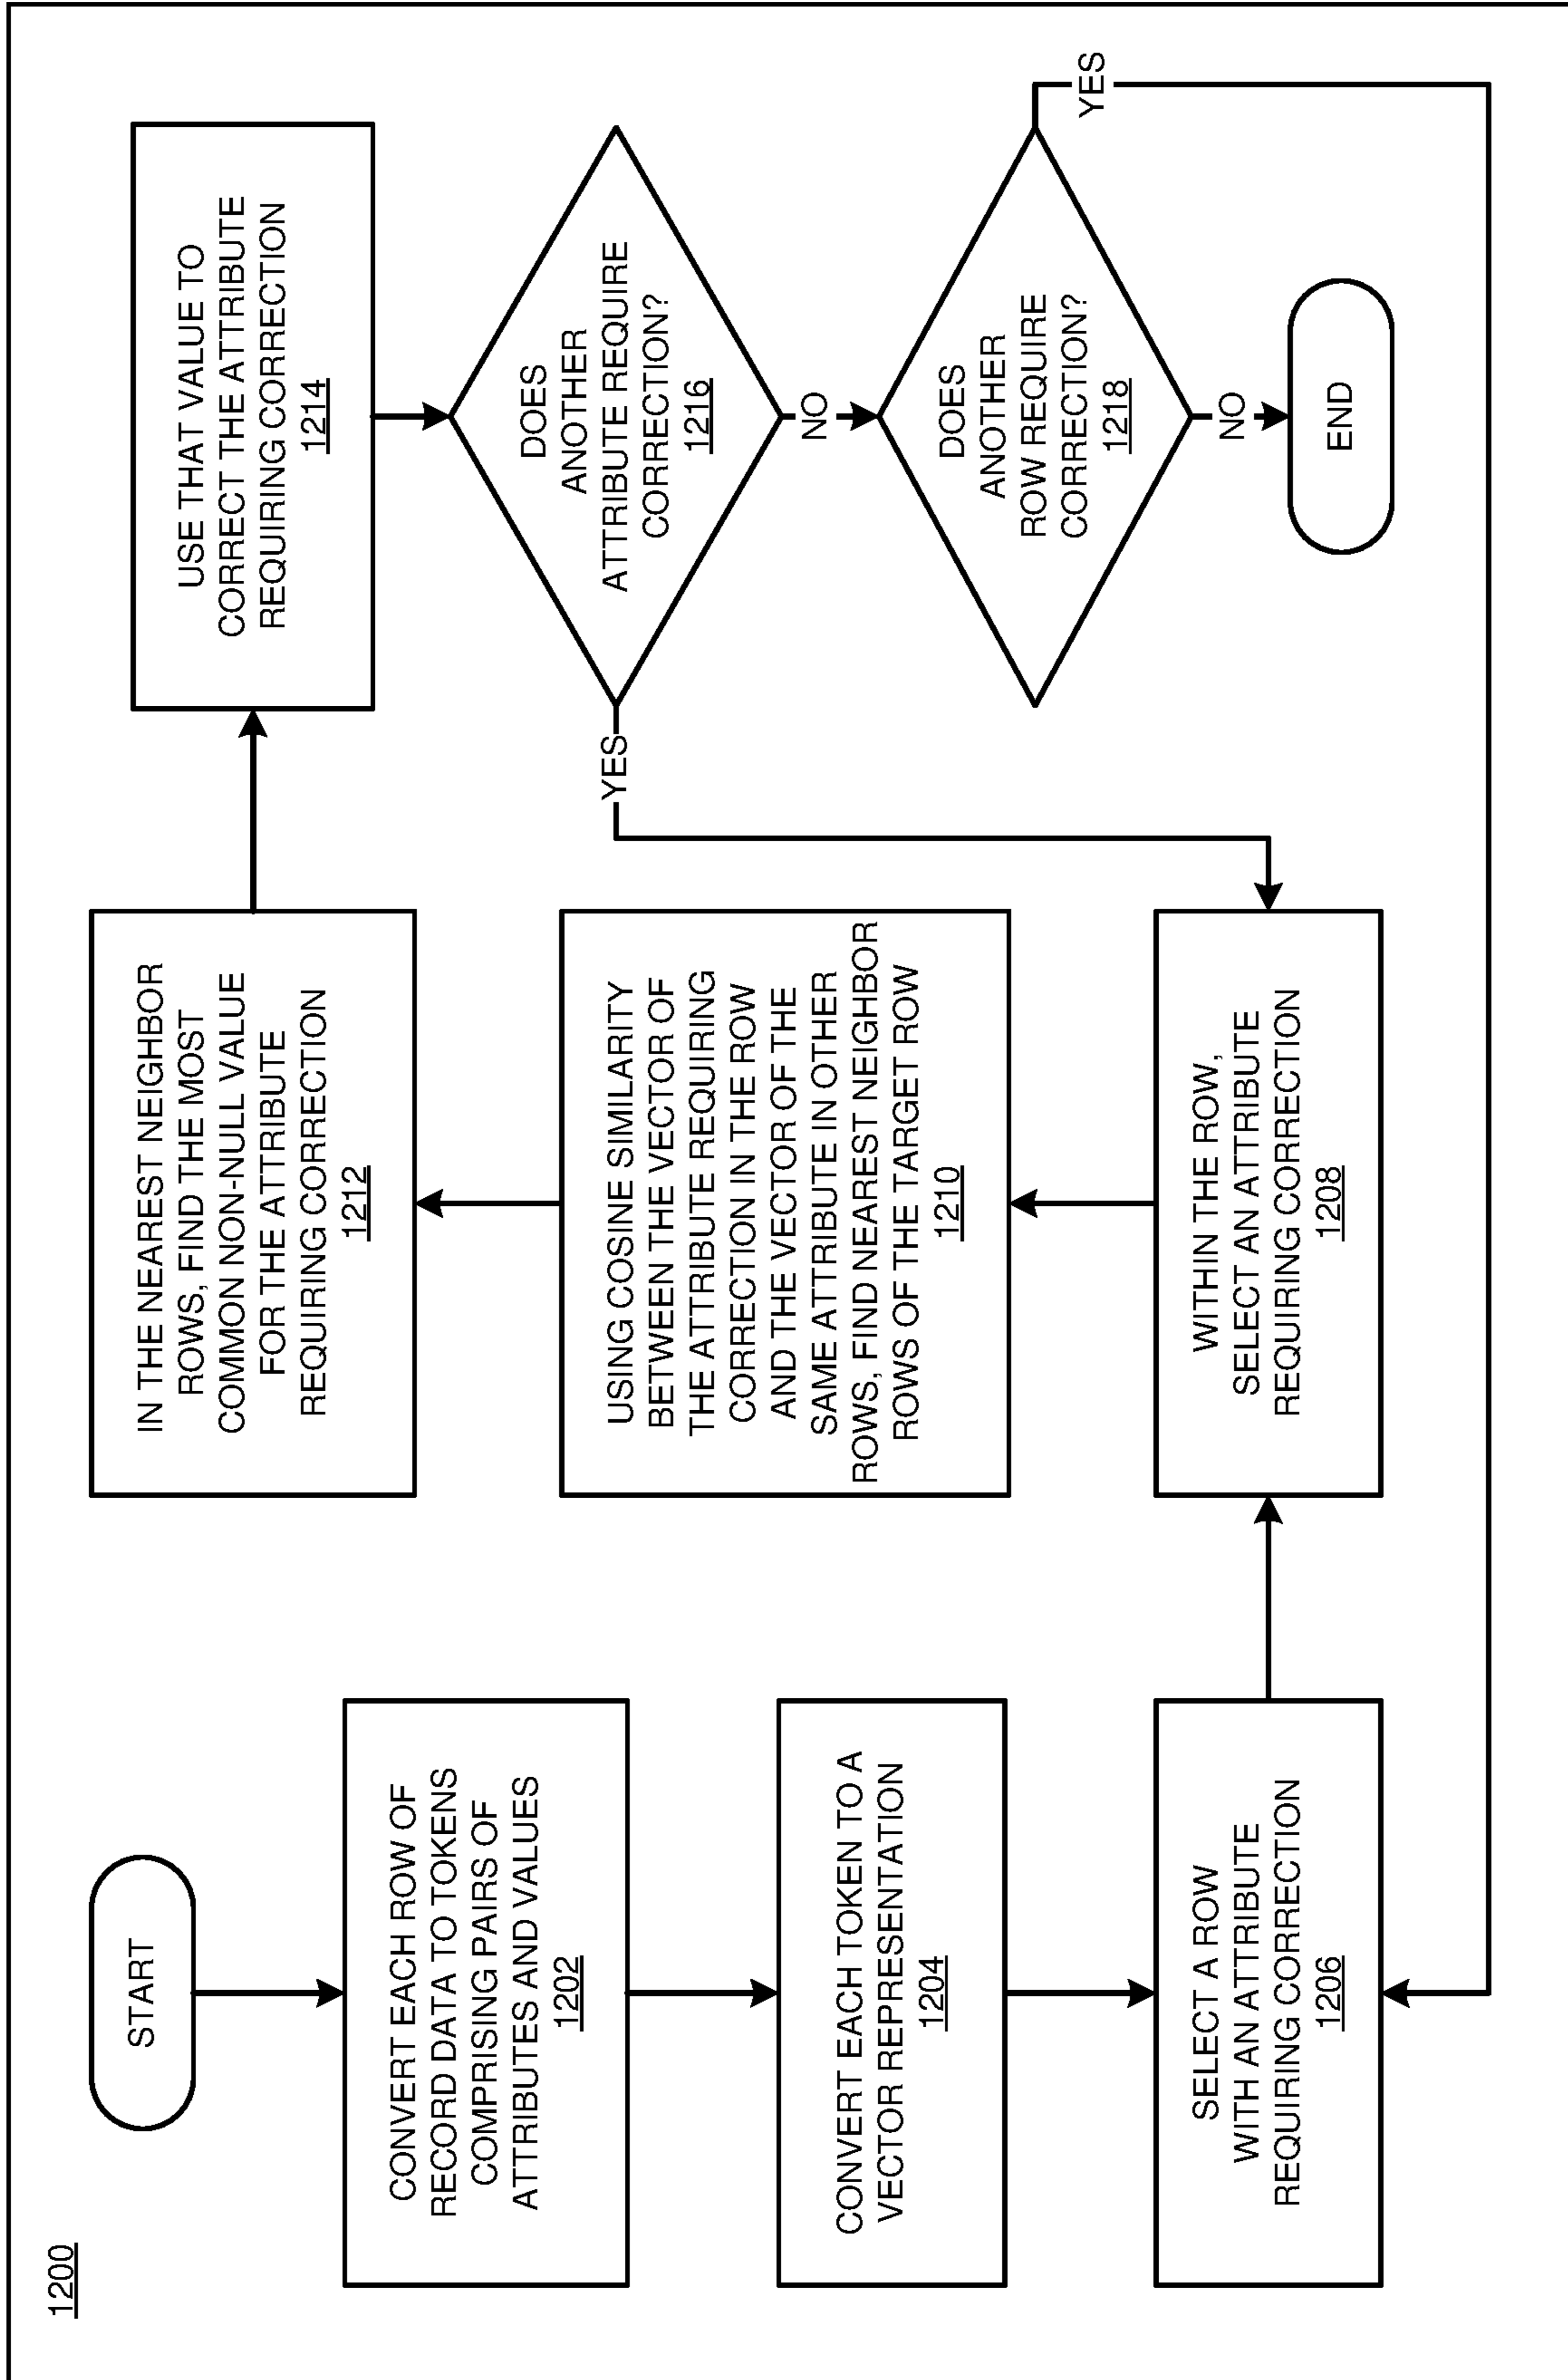 1200
START
CONVERT EACH ROW OF
RECORD DATA TO TOKENS
COMPRISING PAIRS OF
ATTRIBUTES AND VALUES
1202
CONVERT EACH TOKEN TO A
VECTOR REPRESENTATION
1204
SELECT A ROW
WITH AN ATTRIBUTE
REQUIRING CORRECTION
1206
WITHIN THE ROW,
SELECT AN ATTRIBUTE
REQUIRING CORRECTION
1208
USING COSINE SIMILARITY
BETWEEN THE VECTOR OF
THE ATTRIBUTE REQUIRING
CORRECTION IN THE ROW
AND THE VECTOR OF THE
SAME ATTRIBUTE IN OTHER
ROWS, FIND NEAREST NEIGHBOR
ROWS OF THE TARGET ROW
1210
IN THE NEAREST NEIGHBOR
ROWS, FIND THE MOST
COMMON NON-NULL VALUE
FOR THE ATTRIBUTE
REQUIRING CORRECTION
1212
USE THAT VALUE TO
CORRECT THE ATTRIBUTE
REQUIRING CORRECTION
1214
DOES
ANOTHER
ATTRIBUTE REQUIRE
CORRECTION?
1216
YES
NO
DOES
ANOTHER
ROW REQUIRE
CORRECTION?
1218
YES
NO
END